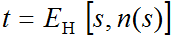 t = E_H [s, n(s)]